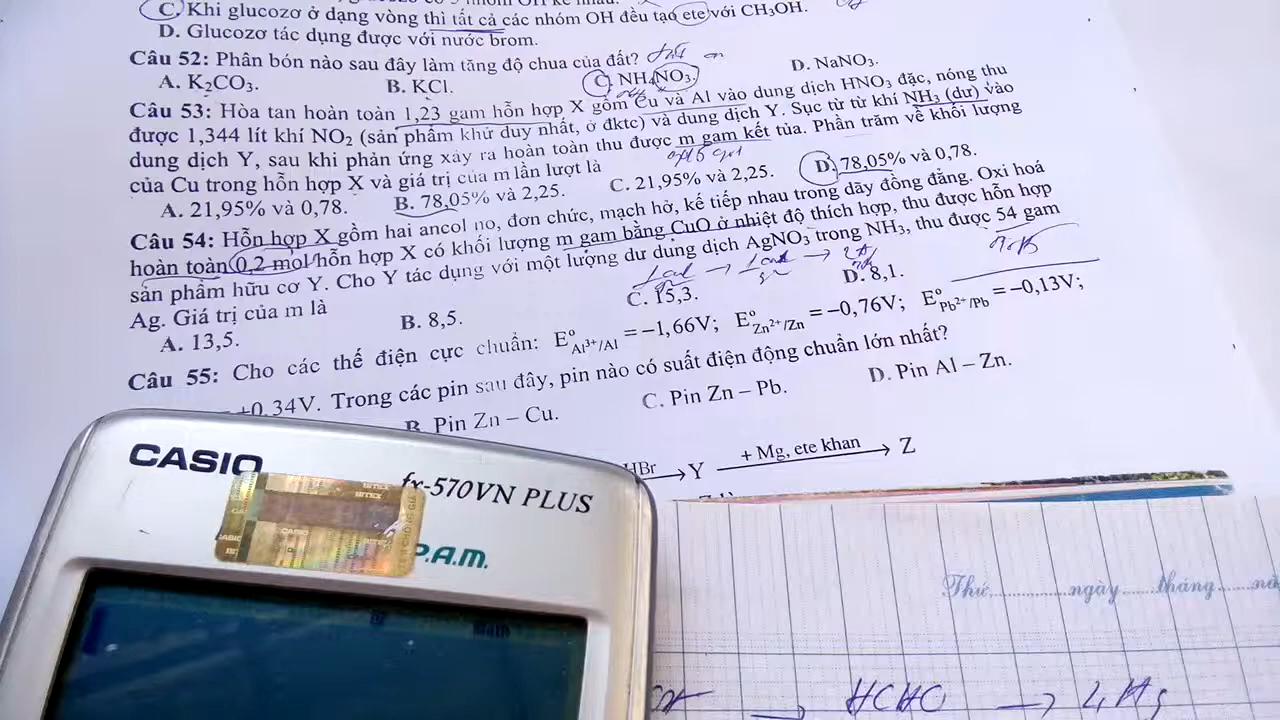 C. Khi glucozơ ở dạng vòng thì tất cả các nhóm OH đều tạo ete với CH₃OH.
D. Glucozơ tác dụng được với nước brom.
Câu 52: Phân bón nào sau đây làm tăng độ chua của đất?
A. K₂CO₃. B. KCl. C. NH₄NO₃. D. NaNO₃.
Câu 53: Hòa tan hoàn toàn 1,23 gam hỗn hợp X gồm Cu và Al vào dung dịch HNO₃ đặc, nóng thu
được 1,344 lít khí NO₂ (sản phẩm khử duy nhất, ở đktc) và dung dịch Y. Sục từ từ khí NH₃ (dư) vào
dung dịch Y, sau khi phản ứng xảy ra hoàn toàn thu được m gam kết tủa. Phần trăm về khối lượng
của Cu trong hỗn hợp X và giá trị của m lần lượt là
A. 21,95% và 0,78. B. 78,05% và 2,25. C. 21,95% và 2,25. D. 78,05% và 0,78.
Câu 54: Hỗn hợp X gồm hai ancol no, đơn chức, mạch hở, kế tiếp nhau trong dãy đồng đẳng. Oxi hoá
hoàn toàn 0,2 mol hỗn hợp X có khối lượng m gam bằng CuO ở nhiệt độ thích hợp, thu được hỗn hợp
sản phẩm hữu cơ Y. Cho Y tác dụng với một lượng dư dung dịch AgNO₃ trong NH₃, thu được 54 gam
Ag. Giá trị của m là
A. 13,5. B. 8,5. C. 15,3. D. 8,1.
Câu 55: Cho các thế điện cực chuẩn: E°Al³⁺/Al = −1,66V; E°Zn²⁺/Zn = −0,76V; E°Pb²⁺/Pb = −0,13V;
+0,34V. Trong các pin sau đây, pin nào có suất điện động chuẩn lớn nhất?
B. Pin Zn – Cu. C. Pin Zn – Pb. D. Pin Al – Zn.
HBr → Y + Mg, ete khan → Z
CASIO
fx-570VN PLUS
P.A.M.
Math
Thứ ngày tháng
→ HCHO → 4Ag